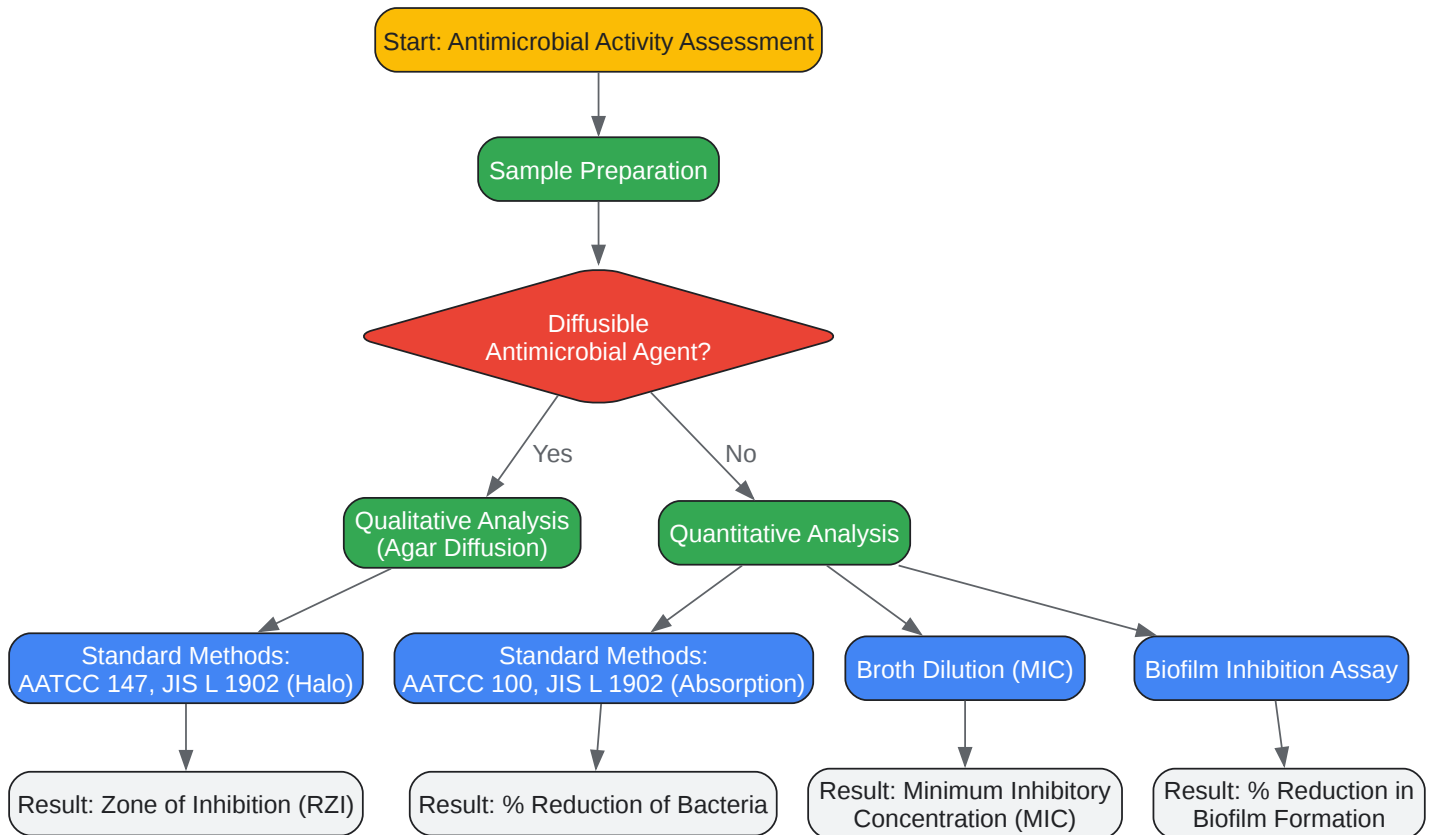 Start: Antimicrobial Activity Assessment
Sample Preparation
Diffusible
Antimicrobial Agent?
Yes
No
Qualitative Analysis
(Agar Diffusion)
Quantitative Analysis
Standard Methods:
AATCC 147, JIS L 1902 (Halo)
Standard Methods:
AATCC 100, JIS L 1902 (Absorption)
Broth Dilution (MIC)
Biofilm Inhibition Assay
Result: Zone of Inhibition (RZI)
Result: % Reduction of Bacteria
Result: Minimum Inhibitory
Concentration (MIC)
Result: % Reduction in
Biofilm Formation